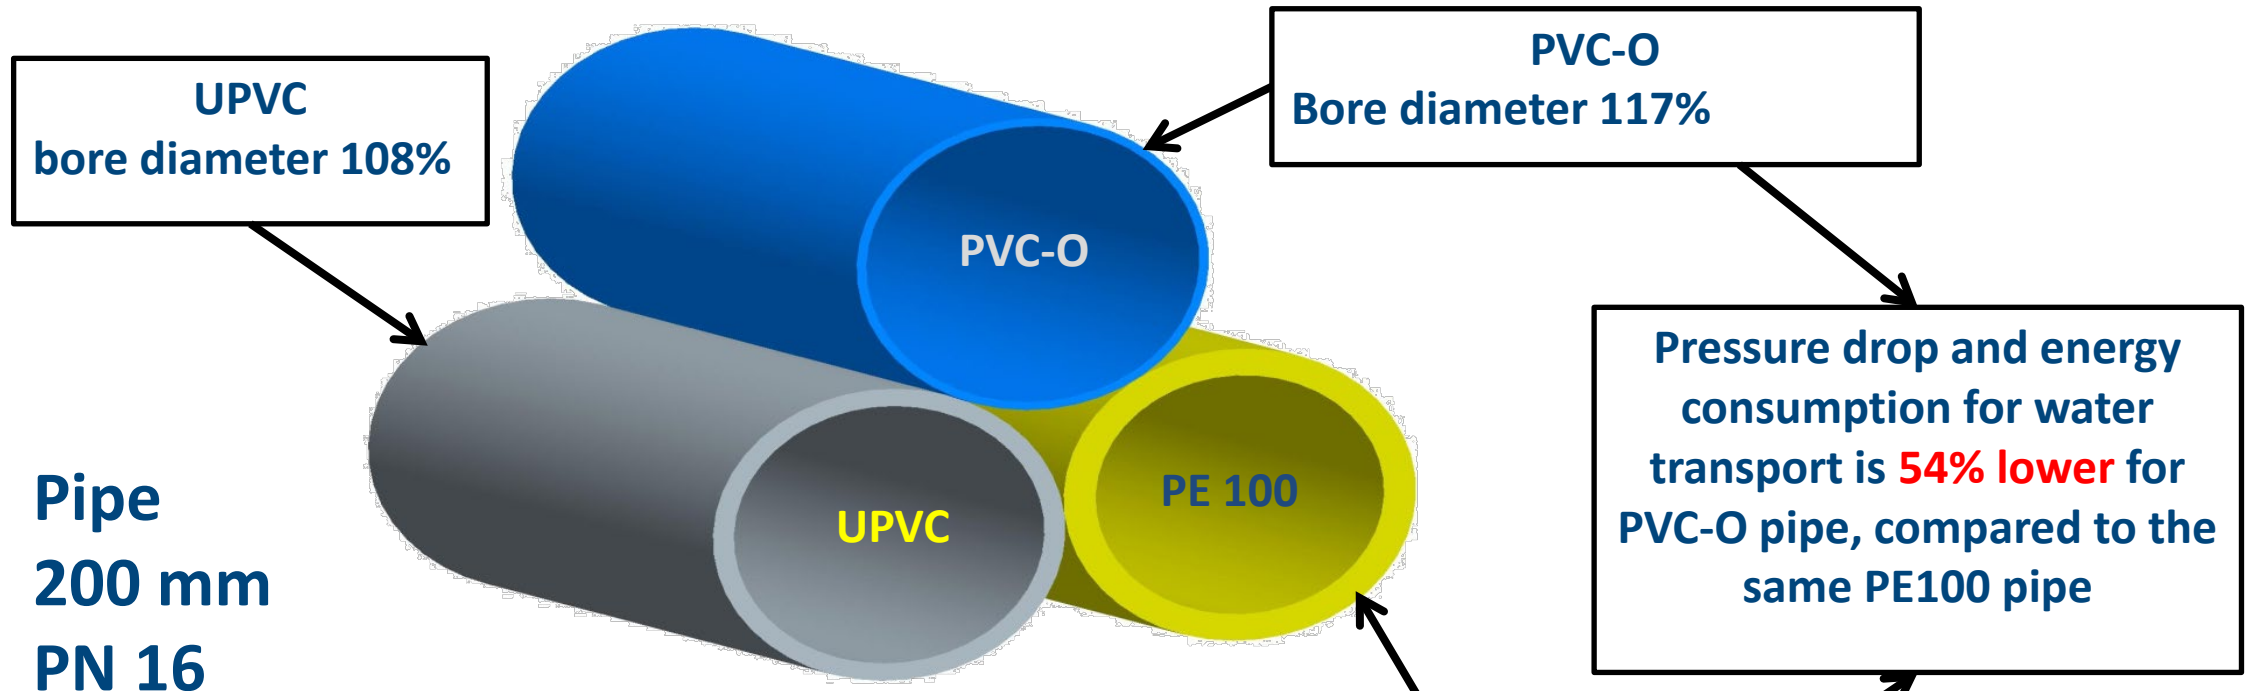 UPVC
bore diameter 108%
PVC-O
Bore diameter 117%
PVC-O
UPVC
PE 100
Pressure drop and energy
consumption for water
transport is 54% lower for
PVC-O pipe, compared to the
same PE100 pipe
Pipe
200 mm
PN 16